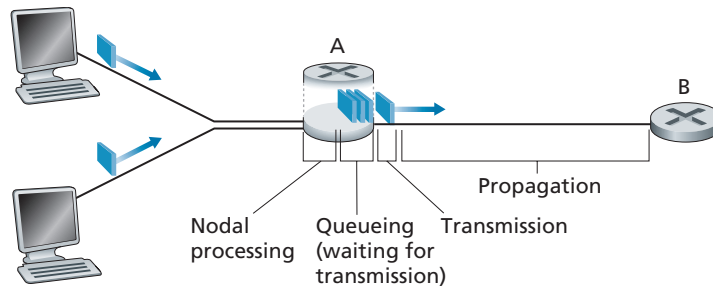 A
B
Propagation
Nodal
processing
Queueing
(waiting for
transmission)
Transmission